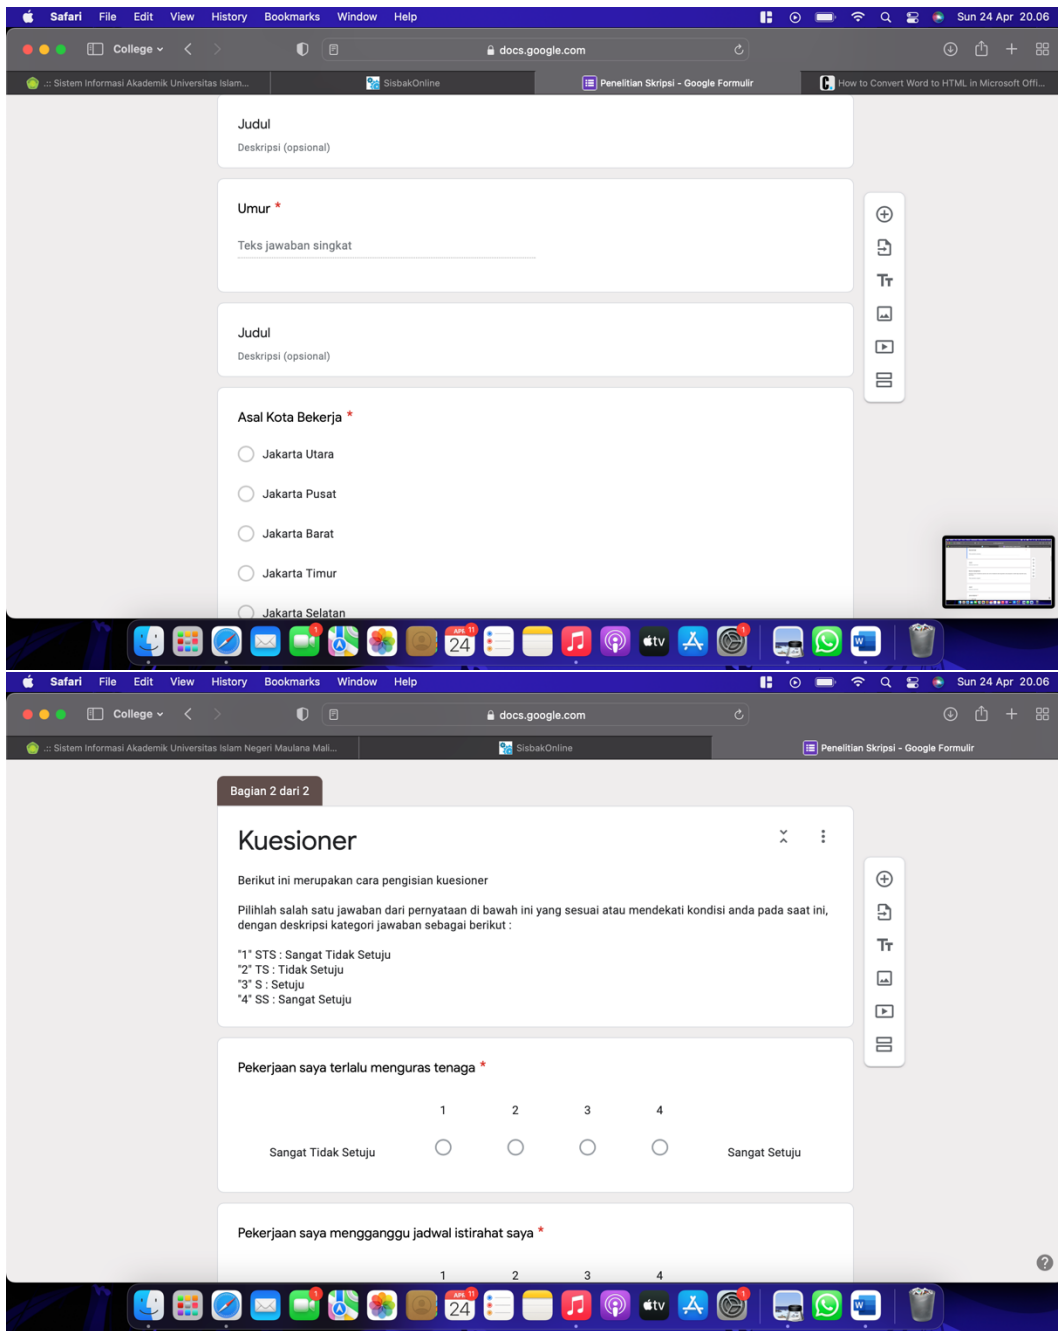 Safari File Edit View History Bookmarks Window Help Sun 24 Apr 20.06
College docs.google.com
.:: Sistem Informasi Akademik Universitas Islam... SisbakOnline Penelitian Skripsi - Google Formulir How to Convert Word to HTML in Microsoft Offi...
Judul
Deskripsi (opsional)
Umur *
Teks jawaban singkat
Judul
Deskripsi (opsional)
Asal Kota Bekerja *
Jakarta Utara
Jakarta Pusat
Jakarta Barat
Jakarta Timur
Jakarta Selatan
APR 11
24 tv
Safari File Edit View History Bookmarks Window Help Sun 24 Apr 20.06
College docs.google.com
.:: Sistem Informasi Akademik Universitas Islam Negeri Maulana Mali... SisbakOnline Penelitian Skripsi - Google Formulir
Bagian 2 dari 2
Kuesioner
Berikut ini merupakan cara pengisian kuesioner
Pilihlah salah satu jawaban dari pernyataan di bawah ini yang sesuai atau mendekati kondisi anda pada saat ini,
dengan deskripsi kategori jawaban sebagai berikut :
"1" STS : Sangat Tidak Setuju
"2" TS : Tidak Setuju
"3" S : Setuju
"4" SS : Sangat Setuju
Pekerjaan saya terlalu menguras tenaga *
1 2 3 4
Sangat Tidak Setuju Sangat Setuju
Pekerjaan saya mengganggu jadwal istirahat saya *
1 2 3 4
APR 11
24 tv